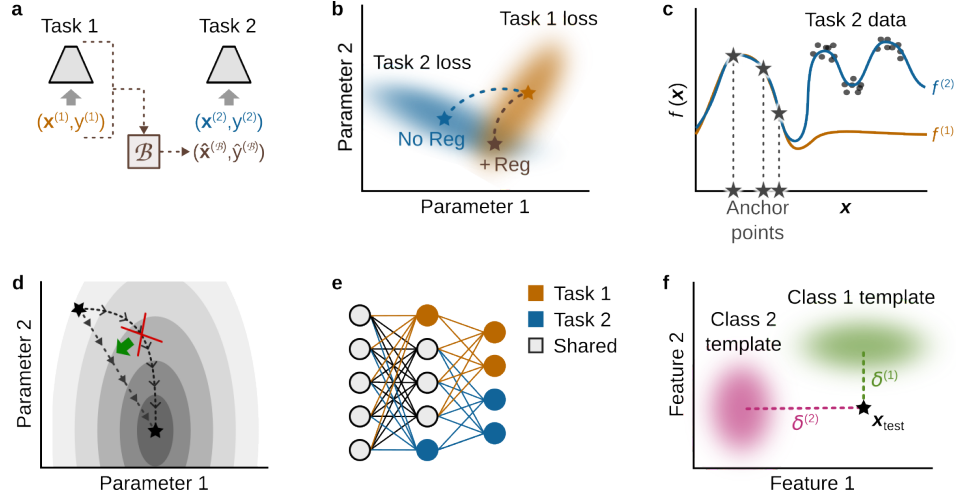 a
Task 1
Task 2
(x⁽¹⁾,y⁽¹⁾)
(x⁽²⁾,y⁽²⁾)
ℬ
(x̂⁽ᴮ⁾,ŷ⁽ᴮ⁾)
b
Task 1 loss
Task 2 loss
No Reg
+ Reg
Parameter 2
Parameter 1
c
Task 2 data
f(x)
f⁽²⁾
f⁽¹⁾
Anchor
points
x
d
Parameter 2
Parameter 1
e
Task 1
Task 2
Shared
f
Class 1 template
Class 2
template
δ⁽¹⁾
δ⁽²⁾
x_test
Feature 2
Feature 1